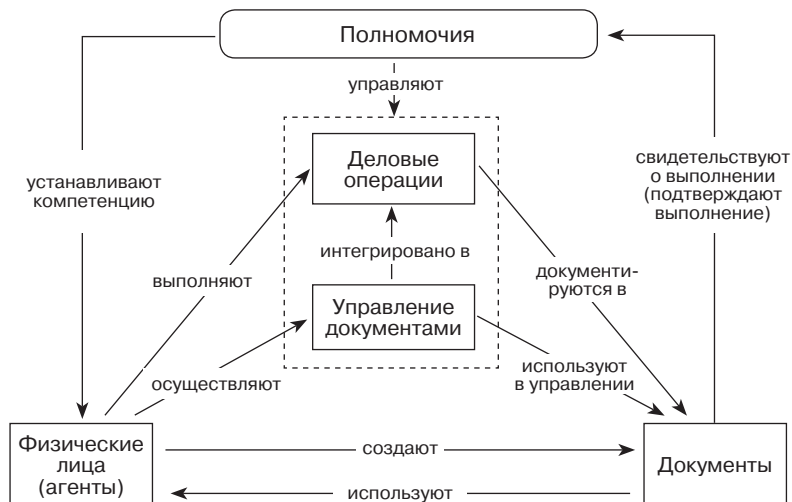 Полномочия
управляют
устанавливают
компетенцию
Деловые
операции
свидетельствуют
о выполнении
(подтверждают
выполнение)
интегрировано в
выполняют
документи-
руются в
Управление
документами
осуществляют
используют
в управлении
Физические
лица
(агенты)
создают
используют
Документы